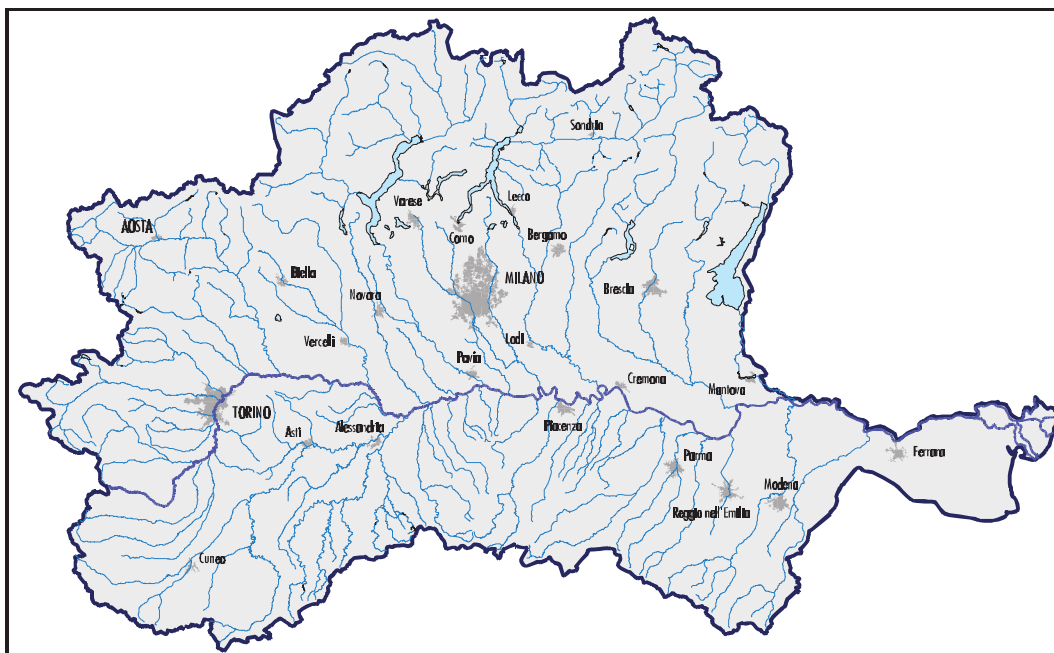 Sondrio
Lecco
Varese
AOSTA
Como
Bergamo
Biella
MILANO
Brescia
Novara
Vercelli
Lodi
Pavia
Cremona
Mantova
TORINO
Piacenza
Alessandria
Asti
Ferrara
Parma
Modena
Reggio nell'Emilia
Cuneo